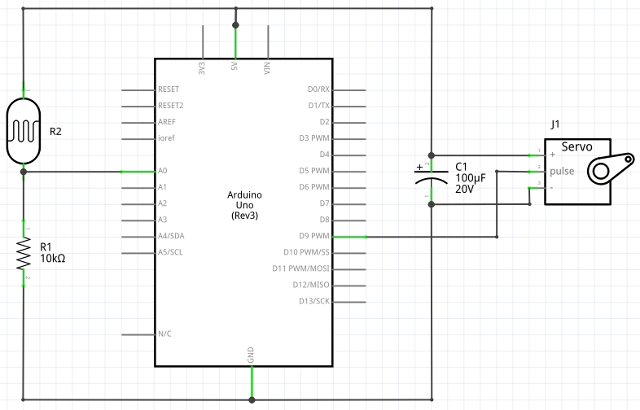 3V3
5V
VIN
RESET
RESET2
AREF
ioref
A0
A1
A2
A3
A4/SDA
A5/SCL
N/C
GND
D0/RX
D1/TX
D2
D3 PWM
D4
D5 PWM
D6 PWM
D7
D8
D9 PWM
D10 PWM/SS
D11 PWM/MOSI
D12/MISO
D13/SCK
Arduino
Uno
(Rev3)
R2
R1
10kΩ
+
C1
100µF
20V
J1
Servo
+
pulse
-